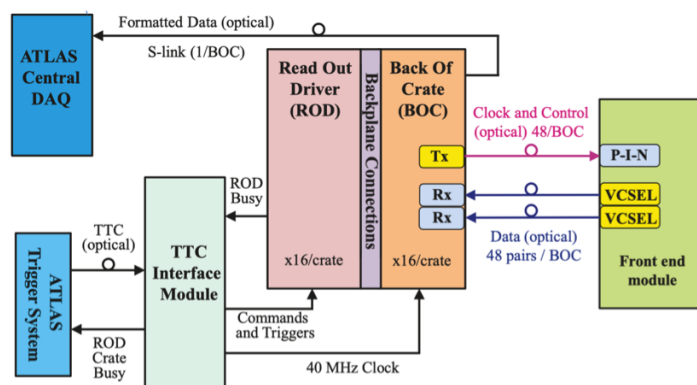 Formatted Data (optical)
S-link (1/BOC)
ATLAS
Central
DAQ
Read Out
Driver
(ROD)
Backplane Connections
Back Of
Crate
(BOC)
Clock and Control
(optical) 48/BOC
Tx
P-I-N
Rx
VCSEL
Rx
VCSEL
Data (optical)
48 pairs / BOC
Front end
module
x16/crate
x16/crate
ROD
Busy
TTC
(optical)
TTC
Interface
Module
ATLAS
Trigger System
ROD
Crate
Busy
Commands
and Triggers
40 MHz Clock